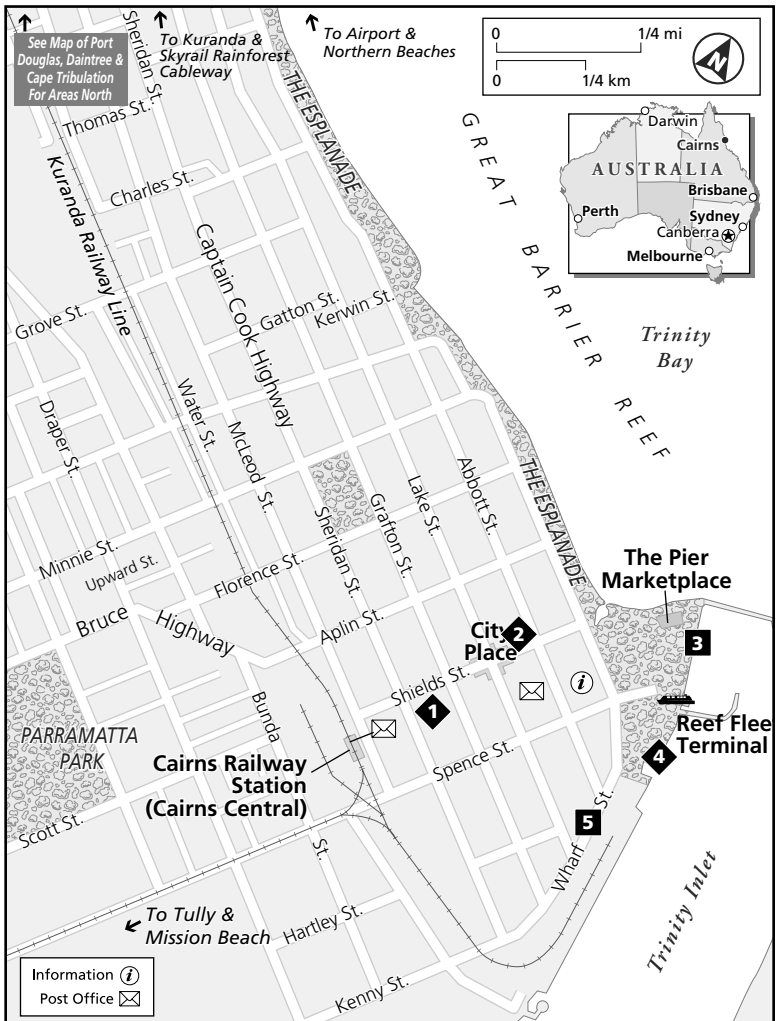 See Map of Port
Douglas, Daintree &
Cape Tribulation
For Areas North
To Kuranda &
Skyrail Rainforest
Cableway
To Airport &
Northern Beaches
0
1/4 mi
0
1/4 km
N
Darwin
Cairns
AUSTRALIA
Brisbane
Perth
Sydney
Canberra
Melbourne
Sheridan St.
Thomas St.
THE ESPLANADE
Kuranda Railway Line
Charles St.
GREAT BARRIER REEF
Captain Cook Highway
Grove St.
Gatton St.
Kerwin St.
Trinity
Bay
Draper St.
Water St.
McLeod St.
Sheridan St.
Grafton St.
Lake St.
Abbott St.
THE ESPLANADE
Minnie St.
Upward St.
Florence St.
The Pier
Marketplace
Bruce Highway
Aplin St.
City
Place
2
3
Shields St.
i
1
Bunda St.
PARRAMATTA
PARK
Reef Flee
Terminal
4
Cairns Railway
Station
(Cairns Central)
Spence St.
5
Scott St.
Wharf St.
To Tully &
Mission Beach
Hartley St.
Trinity Inlet
Kenny St.
Information i
Post Office